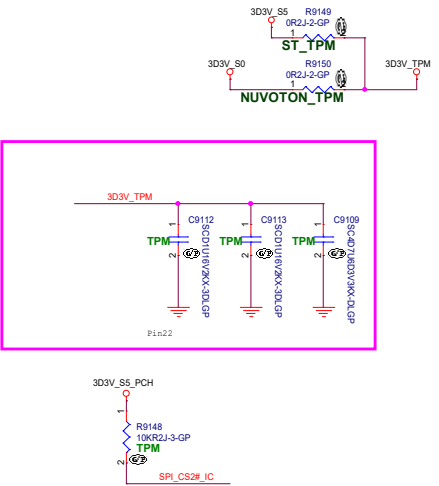 3D3V_S5
R9149
0R2J-2-GP
1
2
ST_TPM
3D3V_S0
R9150
0R2J-2-GP
3D3V_TPM
1
2
NUVOTON_TPM
3D3V_TPM
1
C9112
TPM
SCD1U16V2KX-3DLGP
2
1
C9113
TPM
SCD1U16V2KX-3DLGP
2
1
C9109
TPM
SC4D7U6D3V3KX-DLGP
2
Pin22
3D3V_S5_PCH
1
R9148
10KR2J-3-GP
TPM
2
SPI_CS2#_IC